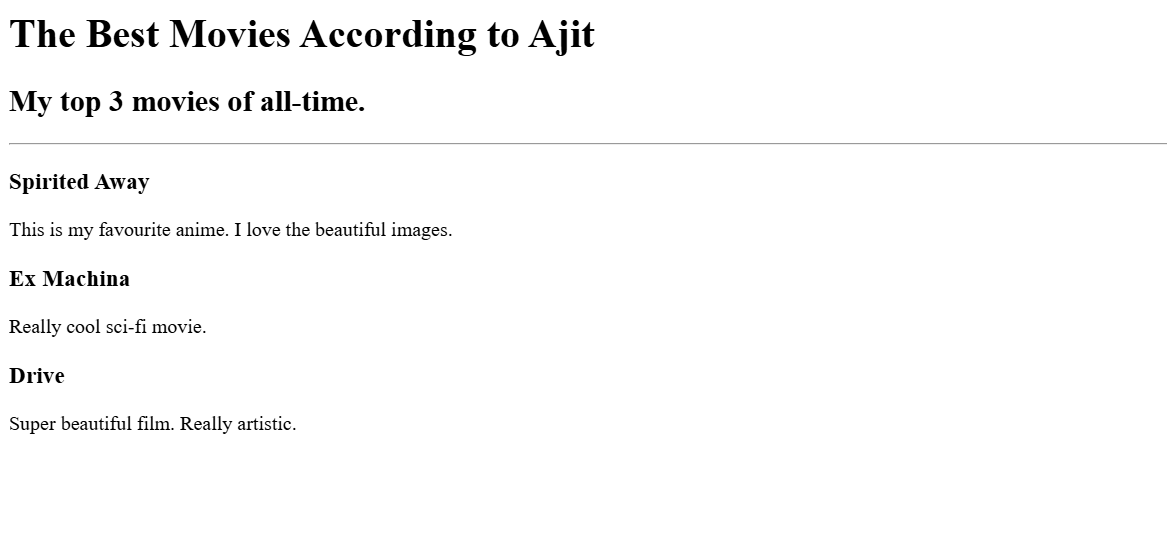 The Best Movies According to Ajit
My top 3 movies of all-time.
Spirited Away
This is my favourite anime. I love the beautiful images.
Ex Machina
Really cool sci-fi movie.
Drive
Super beautiful film. Really artistic.